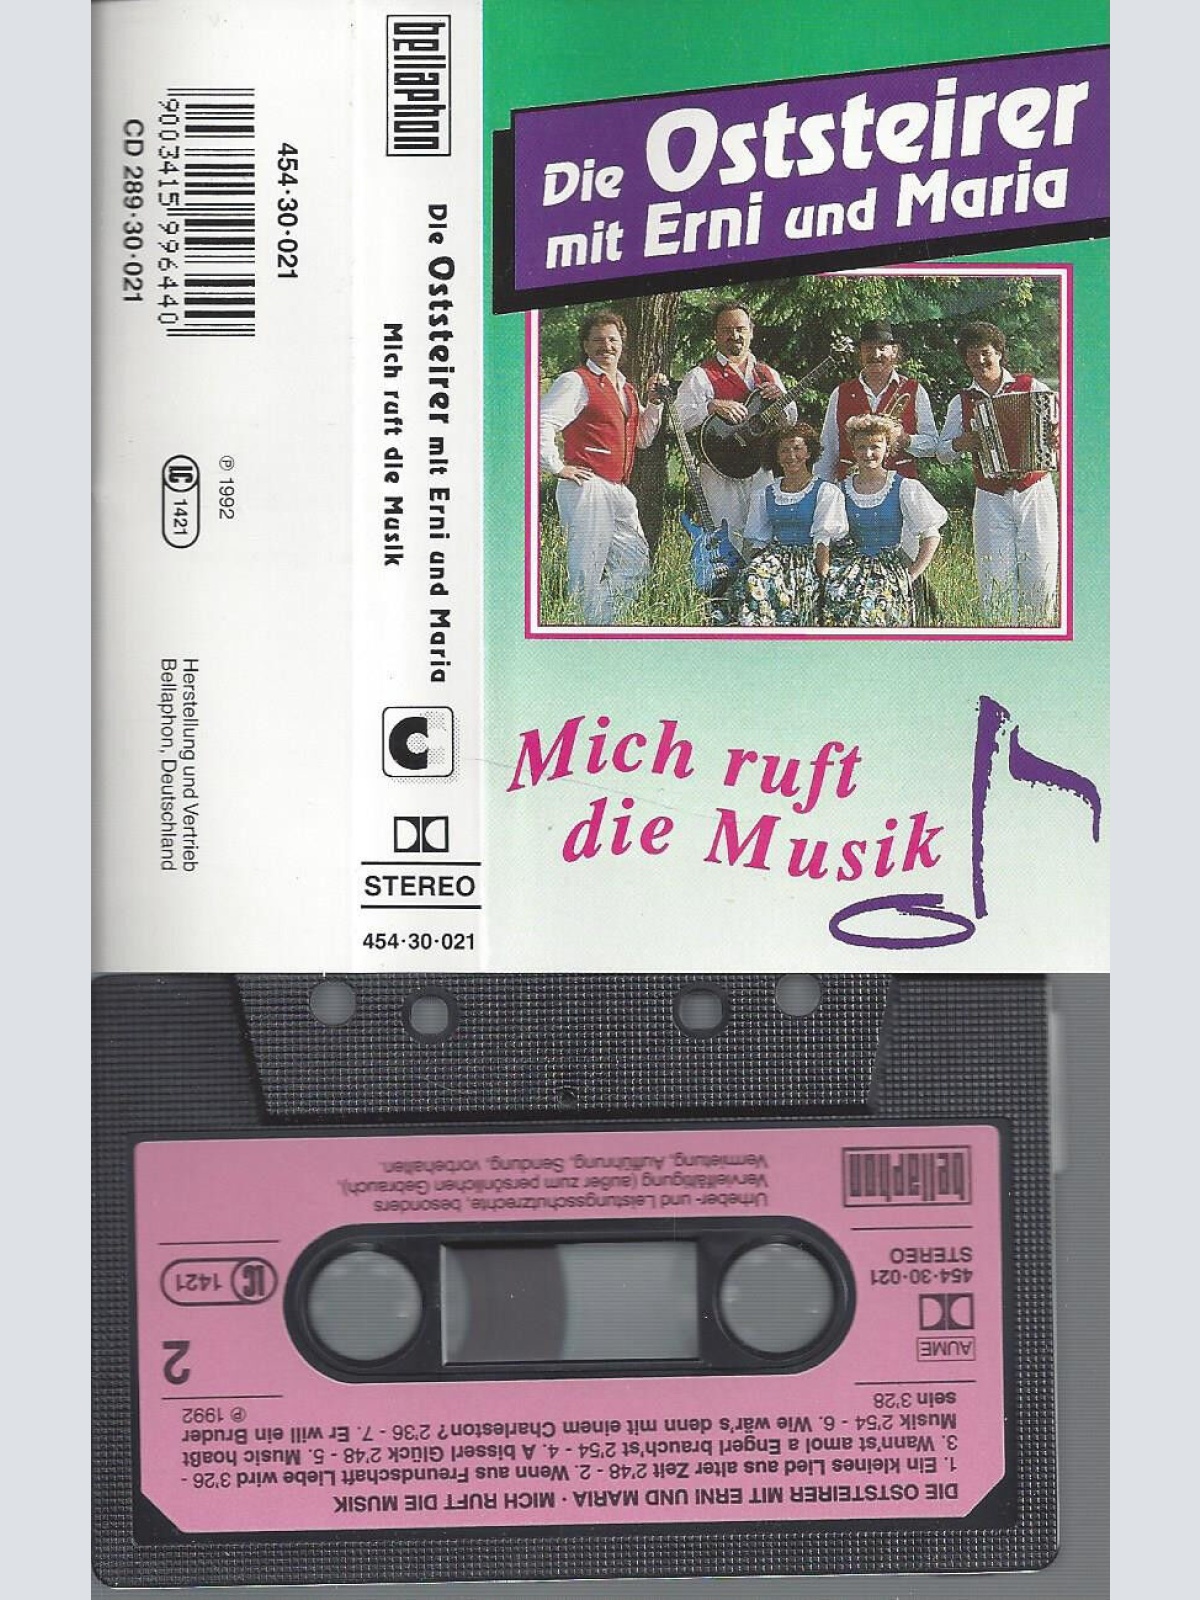 454·30·021
9003415996440
CD 289·30·021
℗ 1992
LC 1421
Herstellung und Vertrieb
Bellaphon, Deutschland
bellaphon
Die Oststeirer mit Erni und Maria
Mich ruft die Musik
STEREO
454·30·021
Die Oststeirer
mit Erni und Maria
Mich ruft
die Musik
DIE OSTSTEIRER MIT ERNI UND MARIA · MICH RUFT DIE MUSIK
1. Ein kleines Lied aus alter Zeit 2'48 - 2. Wenn aus Freundschaft Liebe wird 3'26 -
3. Wann'st amol a Engerl brauch'st 2'54 - 4. A bisserl Glück 2'48 - 5. Music hoaßt
Musik 2'54 - 6. Wie wär's denn mit einem Charleston? 2'36 - 7. Er will ein Bruder
sein 3'28
℗ 1992
AUME
2
454·30·021
STEREO
LC 1421
bellaphon
Urheber- und Leistungsschutzrechte, besonders
Vervielfältigung (außer zum persönlichen Gebrauch),
Vermietung, Aufführung, Sendung, vorbehalten.